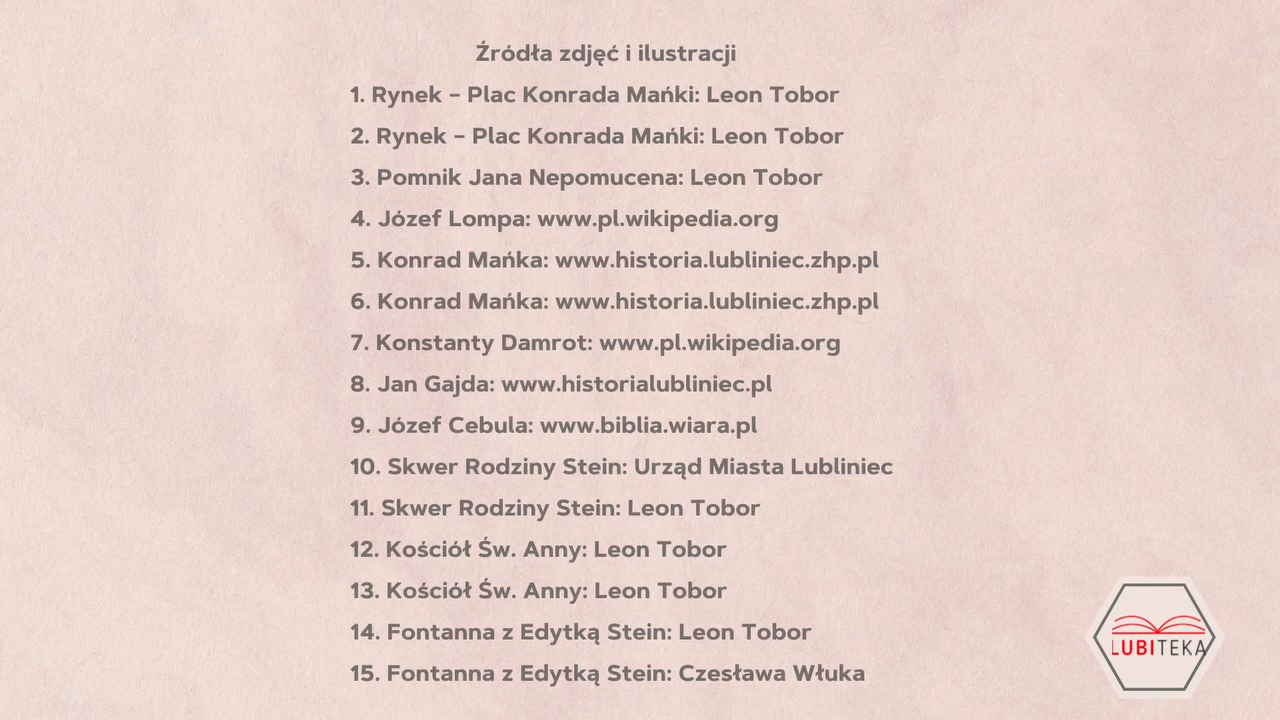 Źródła zdjęć i ilustracji
1. Rynek – Plac Konrada Mańki: Leon Tobor
2. Rynek – Plac Konrada Mańki: Leon Tobor
3. Pomnik Jana Nepomucena: Leon Tobor
4. Józef Lompa: www.pl.wikipedia.org
5. Konrad Mańka: www.historia.lubliniec.zhp.pl
6. Konrad Mańka: www.historia.lubliniec.zhp.pl
7. Konstanty Damrot: www.pl.wikipedia.org
8. Jan Gajda: www.historialubliniec.pl
9. Józef Cebula: www.biblia.wiara.pl
10. Skwer Rodziny Stein: Urząd Miasta Lubliniec
11. Skwer Rodziny Stein: Leon Tobor
12. Kościół Św. Anny: Leon Tobor
13. Kościół Św. Anny: Leon Tobor
14. Fontanna z Edytką Stein: Leon Tobor
15. Fontanna z Edytką Stein: Czesława Włuka
LUBITEKA